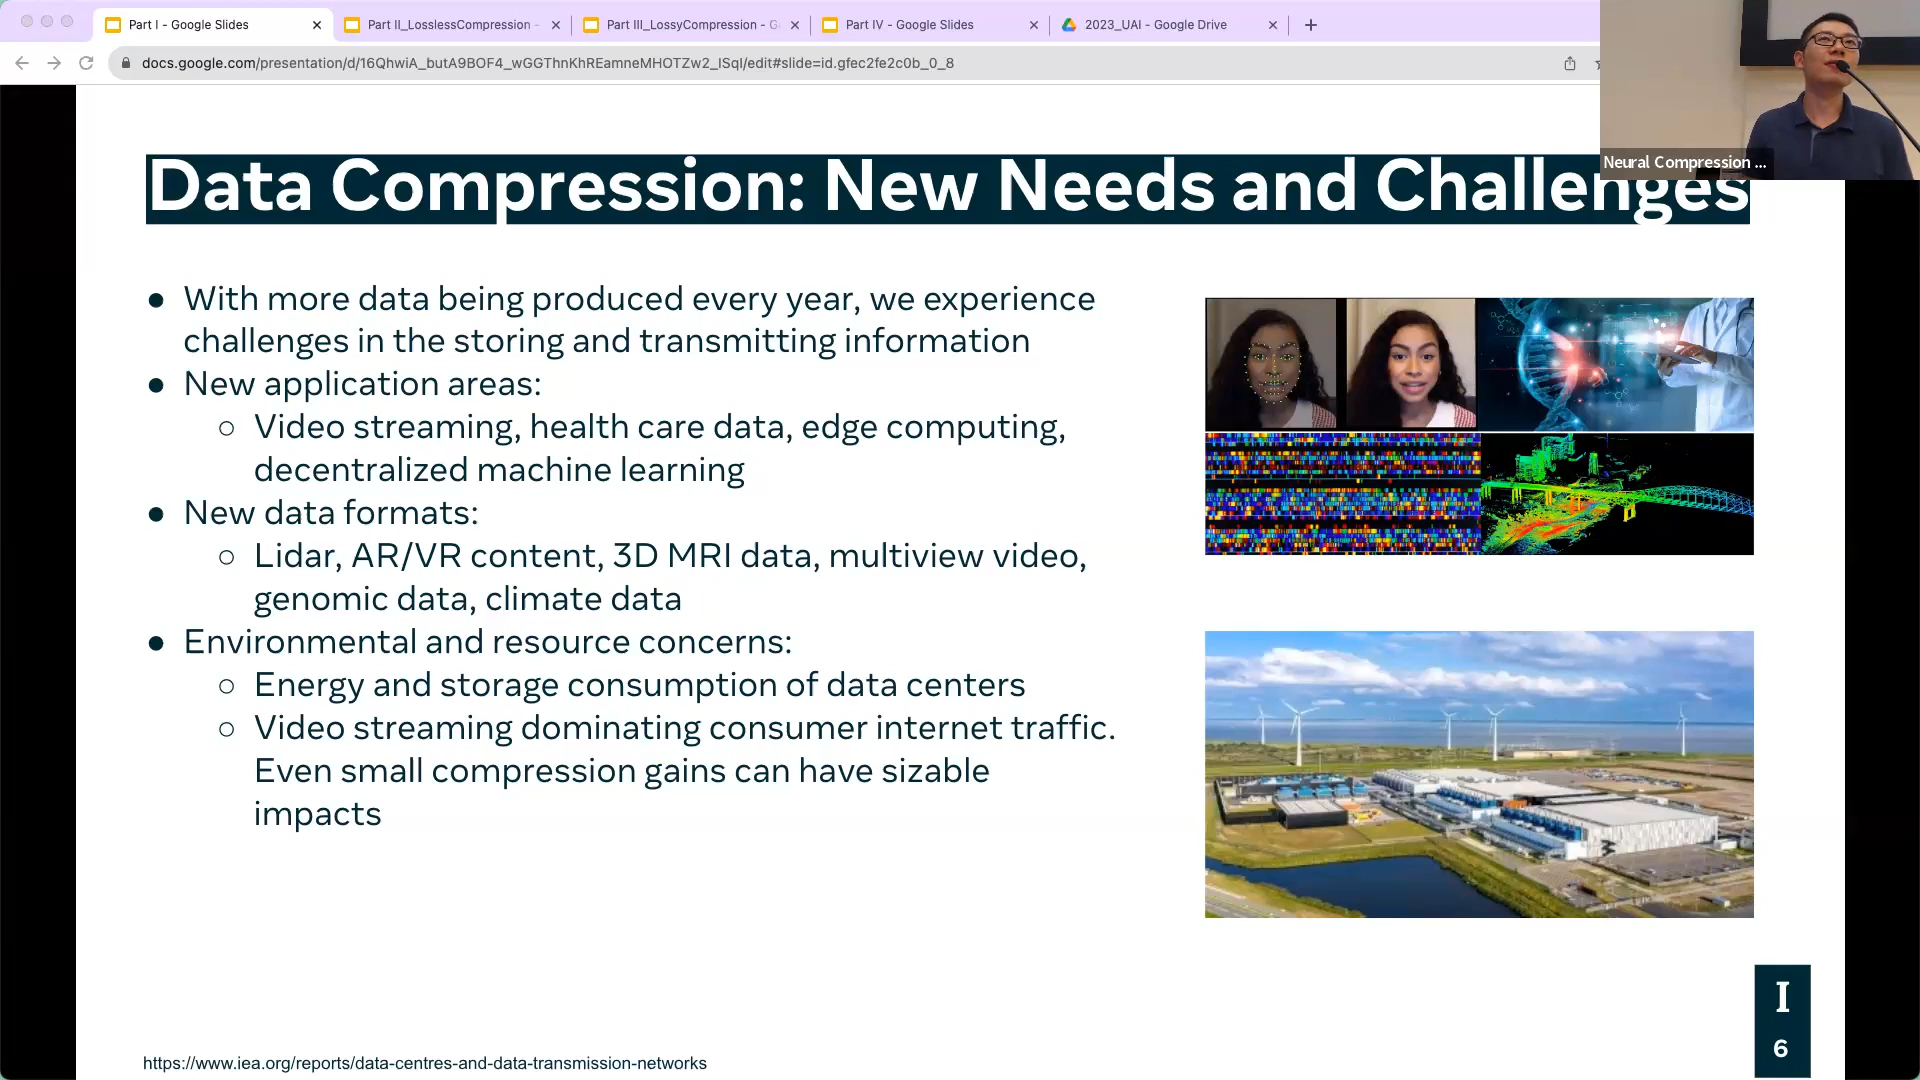 Part I - Google Slides
Part II_LosslessCompression -
Part III_LossyCompression - G
Part IV - Google Slides
2023_UAI - Google Drive
docs.google.com/presentation/d/16QhwiA_butA9BOF4_wGGThnKhREamneMHOTZw2_lSqI/edit#slide=id.gfec2fe2c0b_0_8
Neural Compression ...
Data Compression: New Needs and Challenges
● With more data being produced every year, we experience
challenges in the storing and transmitting information
● New application areas:
○ Video streaming, health care data, edge computing,
decentralized machine learning
● New data formats:
○ Lidar, AR/VR content, 3D MRI data, multiview video,
genomic data, climate data
● Environmental and resource concerns:
○ Energy and storage consumption of data centers
○ Video streaming dominating consumer internet traffic.
Even small compression gains can have sizable
impacts
I
6
https://www.iea.org/reports/data-centres-and-data-transmission-networks